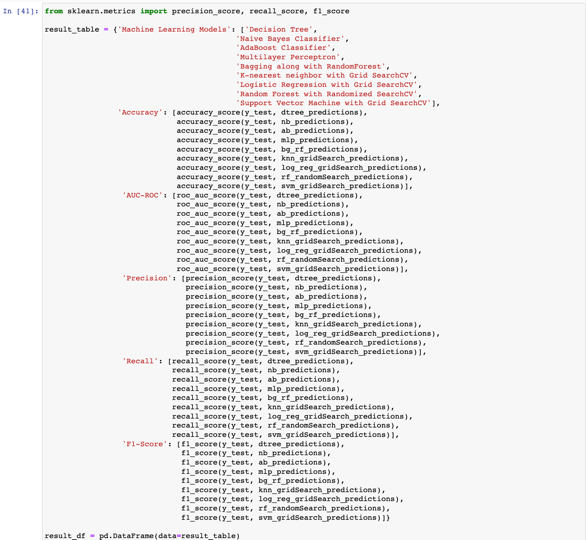 In [41]: from sklearn.metrics import precision_score, recall_score, f1_score
result_table = {'Machine Learning Models': ['Decision Tree',
'Naive Bayes Classifier',
'AdaBoost Classifier',
'Multilayer Perceptron',
'Bagging along with RandomForest',
'K-nearest neighbor with Grid SearchCV',
'Logistic Regression with Grid SearchCV',
'Random Forest with Randomized SearchCV',
'Support Vector Machine with Grid SearchCV'],
'Accuracy': [accuracy_score(y_test, dtree_predictions),
accuracy_score(y_test, nb_predictions),
accuracy_score(y_test, ab_predictions),
accuracy_score(y_test, mlp_predictions),
accuracy_score(y_test, bg_rf_predictions),
accuracy_score(y_test, knn_gridSearch_predictions),
accuracy_score(y_test, log_reg_gridSearch_predictions),
accuracy_score(y_test, rf_randomSearch_predictions),
accuracy_score(y_test, svm_gridSearch_predictions)],
'AUC-ROC': [roc_auc_score(y_test, dtree_predictions),
roc_auc_score(y_test, nb_predictions),
roc_auc_score(y_test, ab_predictions),
roc_auc_score(y_test, mlp_predictions),
roc_auc_score(y_test, bg_rf_predictions),
roc_auc_score(y_test, knn_gridSearch_predictions),
roc_auc_score(y_test, log_reg_gridSearch_predictions),
roc_auc_score(y_test, rf_randomSearch_predictions),
roc_auc_score(y_test, svm_gridSearch_predictions)],
'Precision': [precision_score(y_test, dtree_predictions),
precision_score(y_test, nb_predictions),
precision_score(y_test, ab_predictions),
precision_score(y_test, mlp_predictions),
precision_score(y_test, bg_rf_predictions),
precision_score(y_test, knn_gridSearch_predictions),
precision_score(y_test, log_reg_gridSearch_predictions),
precision_score(y_test, rf_randomSearch_predictions),
precision_score(y_test, svm_gridSearch_predictions)],
'Recall': [recall_score(y_test, dtree_predictions),
recall_score(y_test, nb_predictions),
recall_score(y_test, ab_predictions),
recall_score(y_test, mlp_predictions),
recall_score(y_test, bg_rf_predictions),
recall_score(y_test, knn_gridSearch_predictions),
recall_score(y_test, log_reg_gridSearch_predictions),
recall_score(y_test, rf_randomSearch_predictions),
recall_score(y_test, svm_gridSearch_predictions)],
'F1-Score': [f1_score(y_test, dtree_predictions),
f1_score(y_test, nb_predictions),
f1_score(y_test, ab_predictions),
f1_score(y_test, mlp_predictions),
f1_score(y_test, bg_rf_predictions),
f1_score(y_test, knn_gridSearch_predictions),
f1_score(y_test, log_reg_gridSearch_predictions),
f1_score(y_test, rf_randomSearch_predictions),
f1_score(y_test, svm_gridSearch_predictions)]}
result_df = pd.DataFrame(data=result_table)